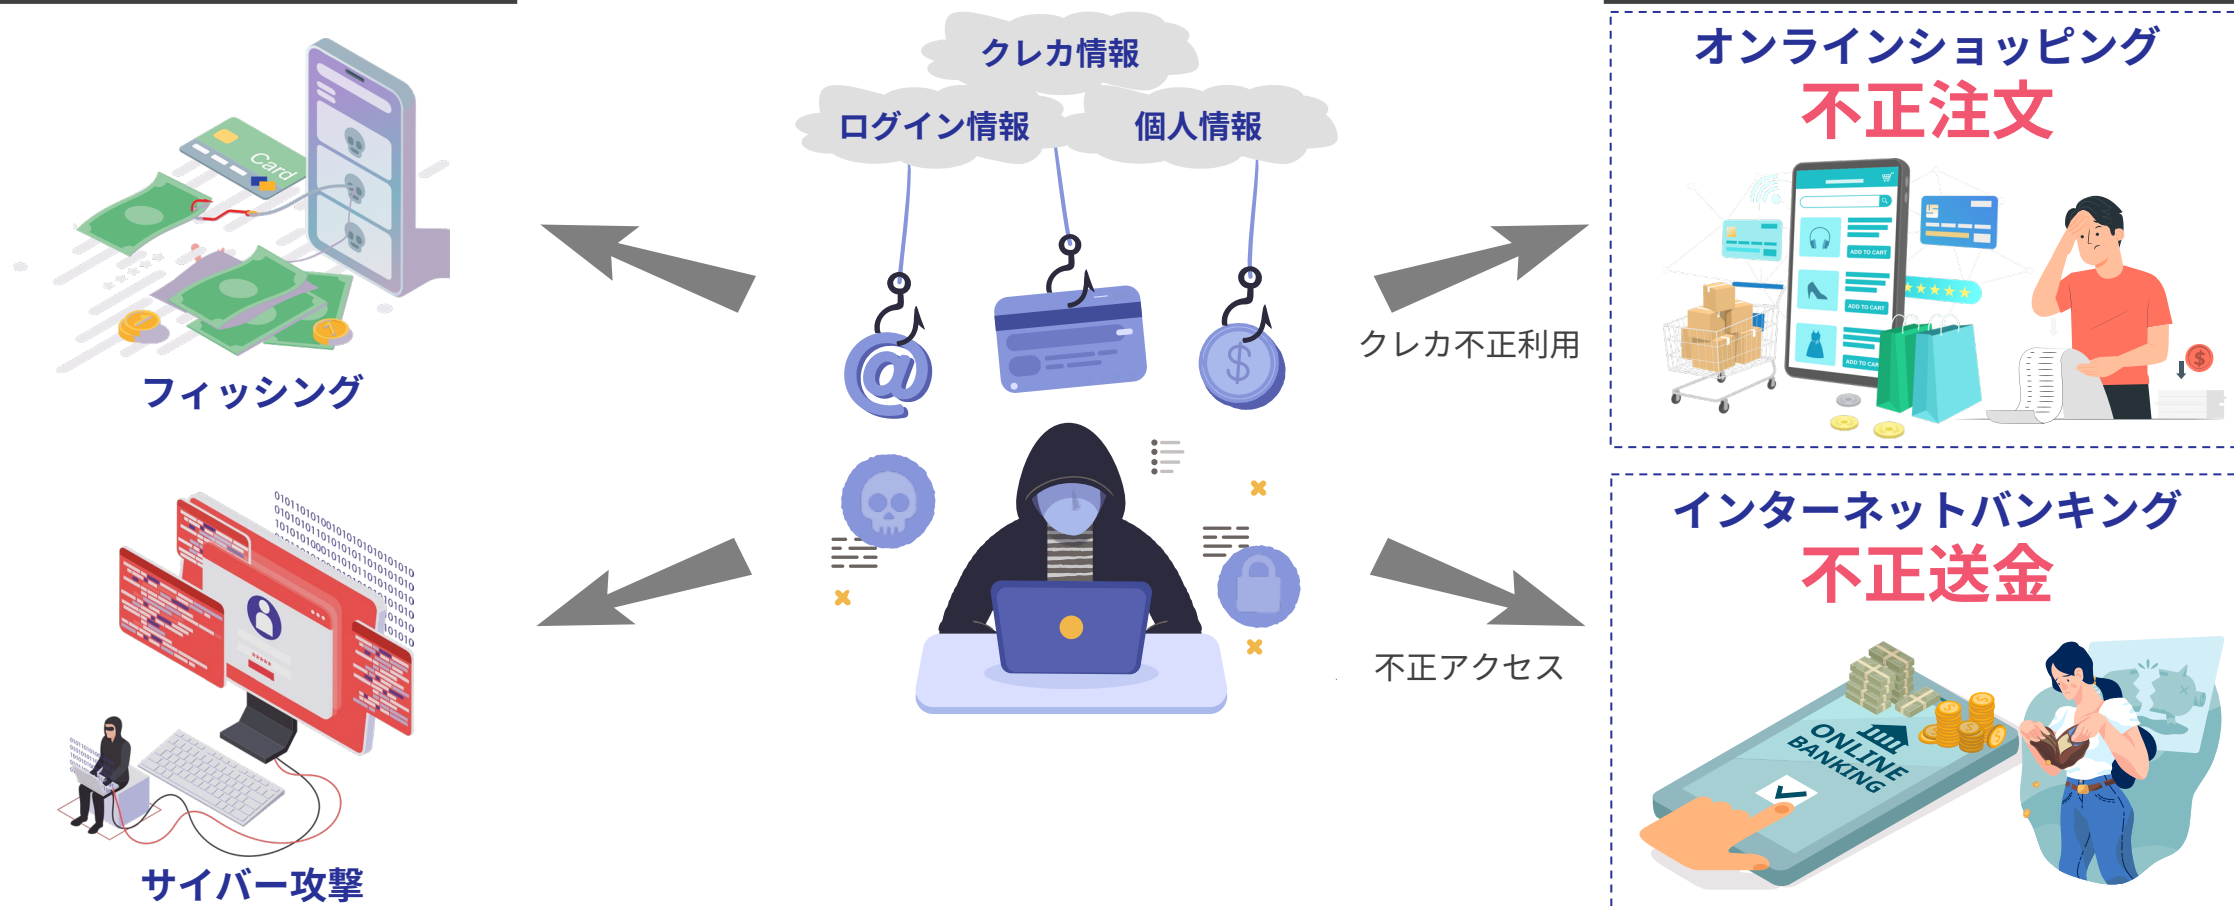 クレカ情報
ログイン情報
個人情報
Card
フィッシング
サイバー攻撃
クレカ不正利用
不正アクセス
オンラインショッピング
不正注文
ADD TO CART
ADD TO CART
インターネットバンキング
不正送金
ONLINE
BANKING